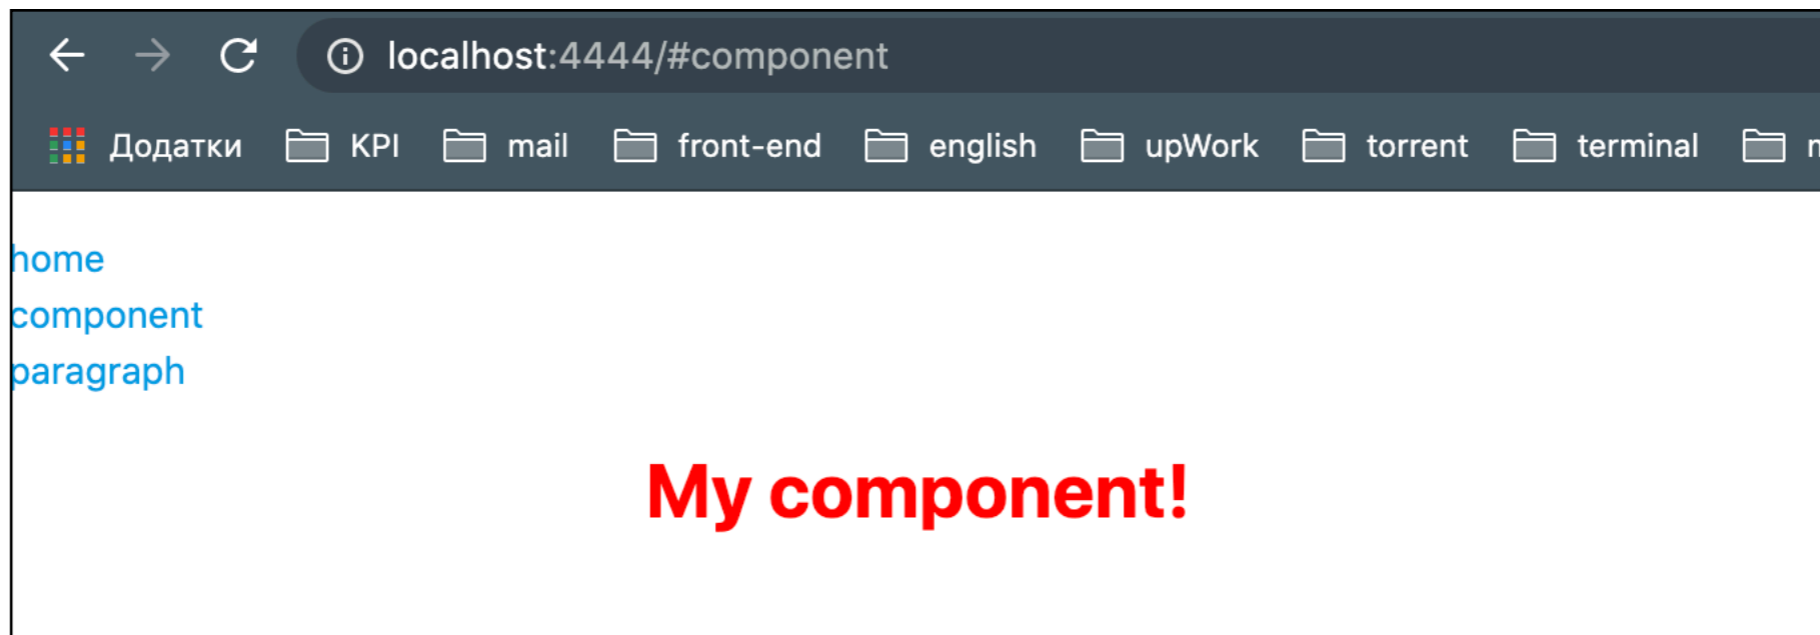 localhost:4444/#component
Додатки KPI mail front-end english upWork torrent terminal
home
component
paragraph
My component!